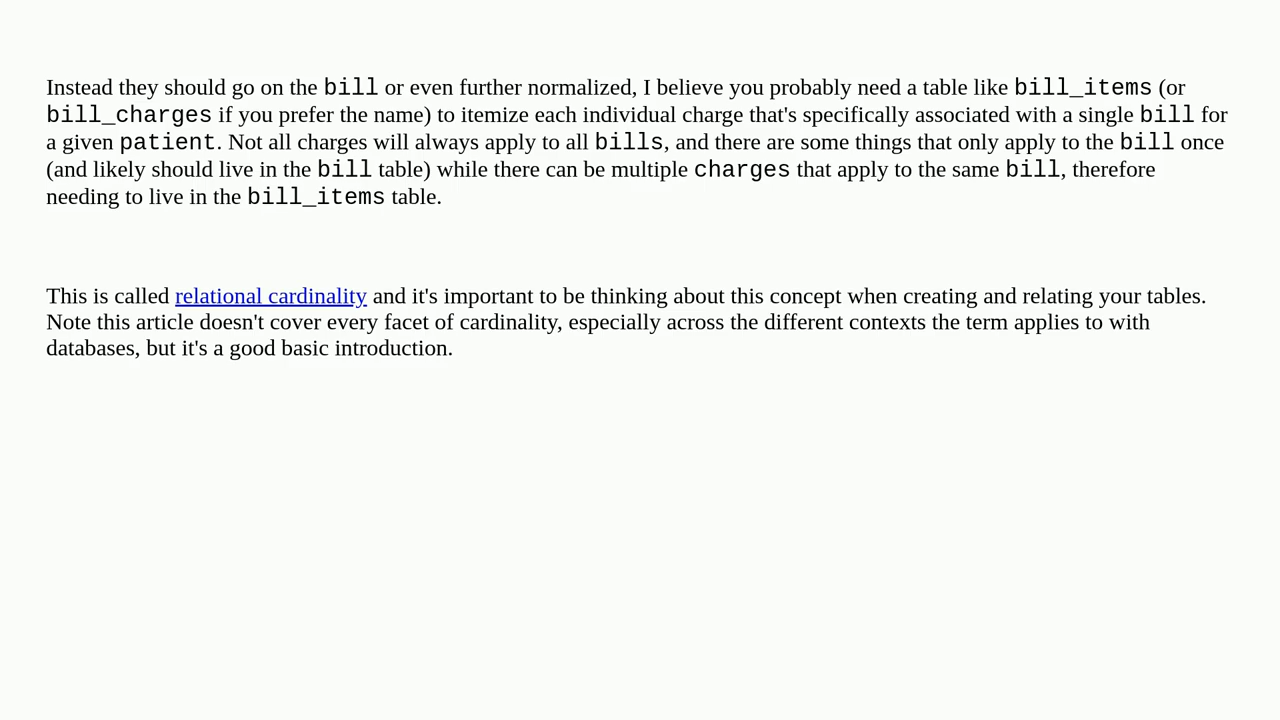 Instead they should go on the bill or even further normalized, I believe you probably need a table like bill_items (or
bill_charges if you prefer the name) to itemize each individual charge that's specifically associated with a single bill for
a given patient. Not all charges will always apply to all bills, and there are some things that only apply to the bill once
(and likely should live in the bill table) while there can be multiple charges that apply to the same bill, therefore
needing to live in the bill_items table.
This is called relational cardinality and it's important to be thinking about this concept when creating and relating your tables.
Note this article doesn't cover every facet of cardinality, especially across the different contexts the term applies to with
databases, but it's a good basic introduction.